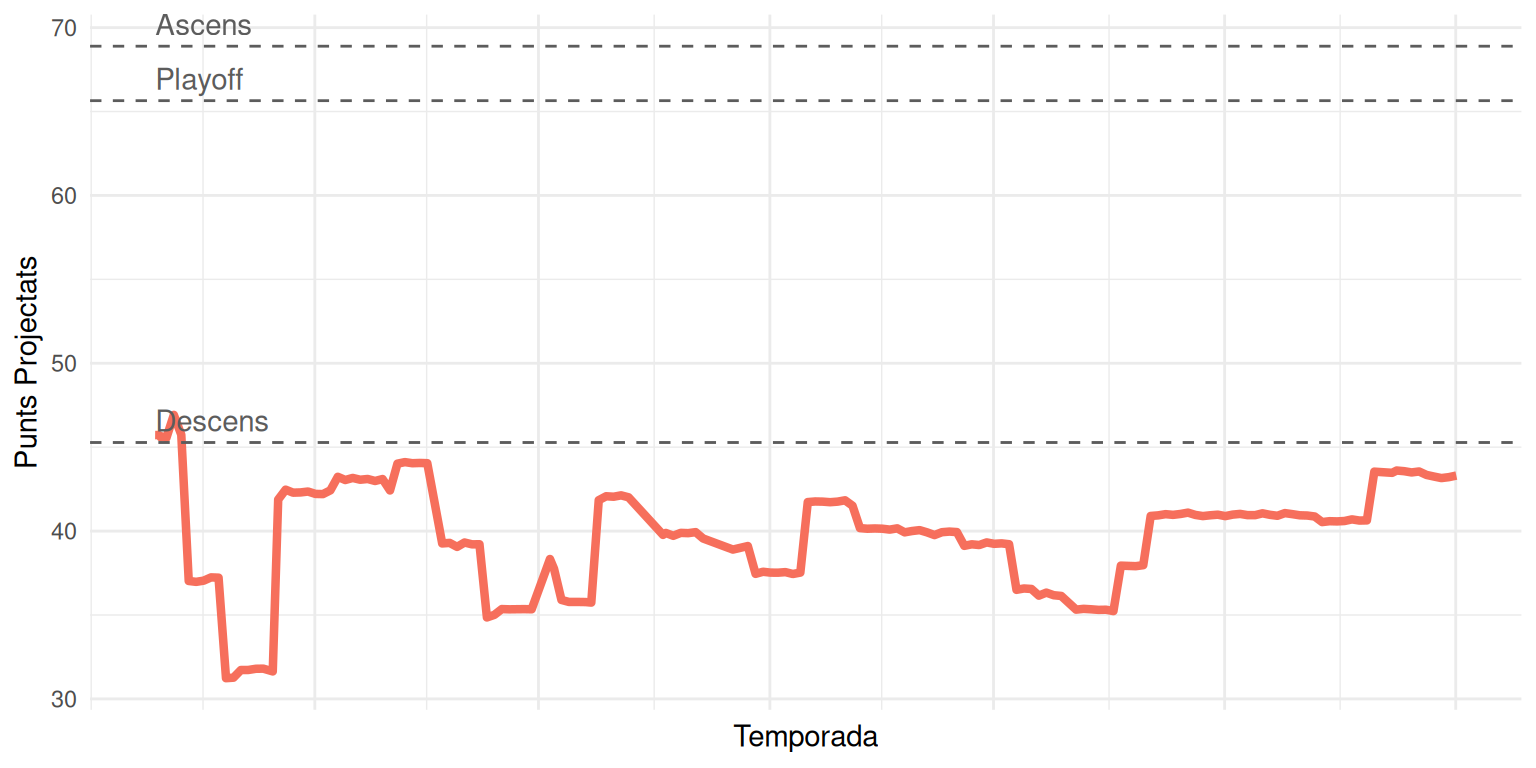 70
Ascens
Playoff
60
Punts Projectats
50
Descens
40
30
Temporada